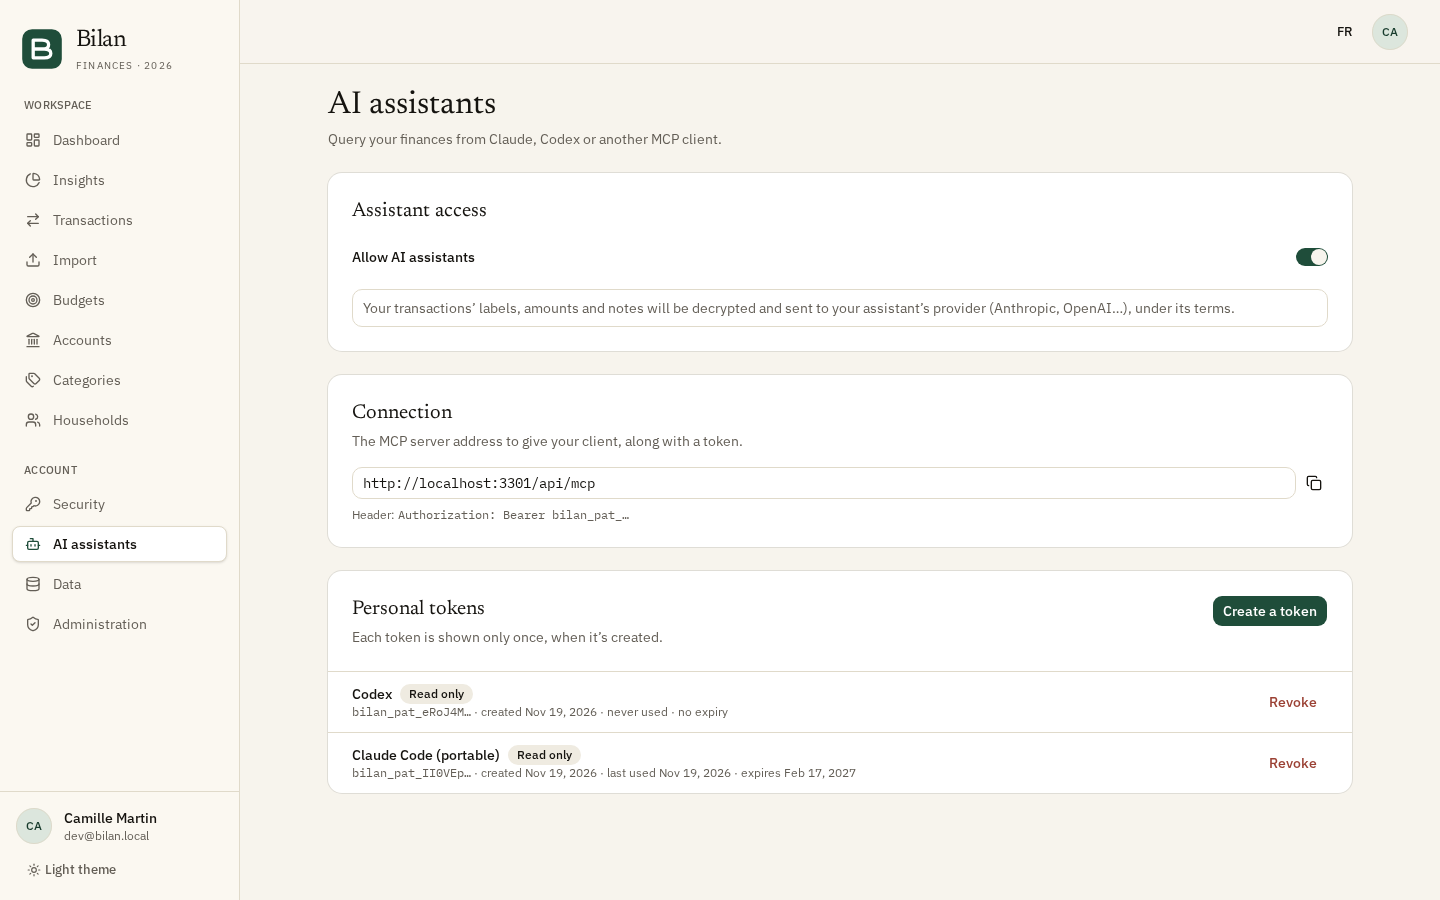 Bilan
FINANCES · 2026
WORKSPACE
Dashboard
Insights
Transactions
Import
Budgets
Accounts
Categories
Households
ACCOUNT
Security
AI assistants
Data
Administration
CA
Camille Martin
dev@bilan.local
Light theme
FR
CA
AI assistants
Query your finances from Claude, Codex or another MCP client.
Assistant access
Allow AI assistants
Your transactions’ labels, amounts and notes will be decrypted and sent to your assistant’s provider (Anthropic, OpenAI…), under its terms.
Connection
The MCP server address to give your client, along with a token.
http://localhost:3301/api/mcp
Header: Authorization: Bearer bilan_pat_…
Personal tokens
Create a token
Each token is shown only once, when it’s created.
Codex Read only
bilan_pat_eRoJ4M… · created Nov 19, 2026 · never used · no expiry
Revoke
Claude Code (portable) Read only
bilan_pat_II0VEp… · created Nov 19, 2026 · last used Nov 19, 2026 · expires Feb 17, 2027
Revoke